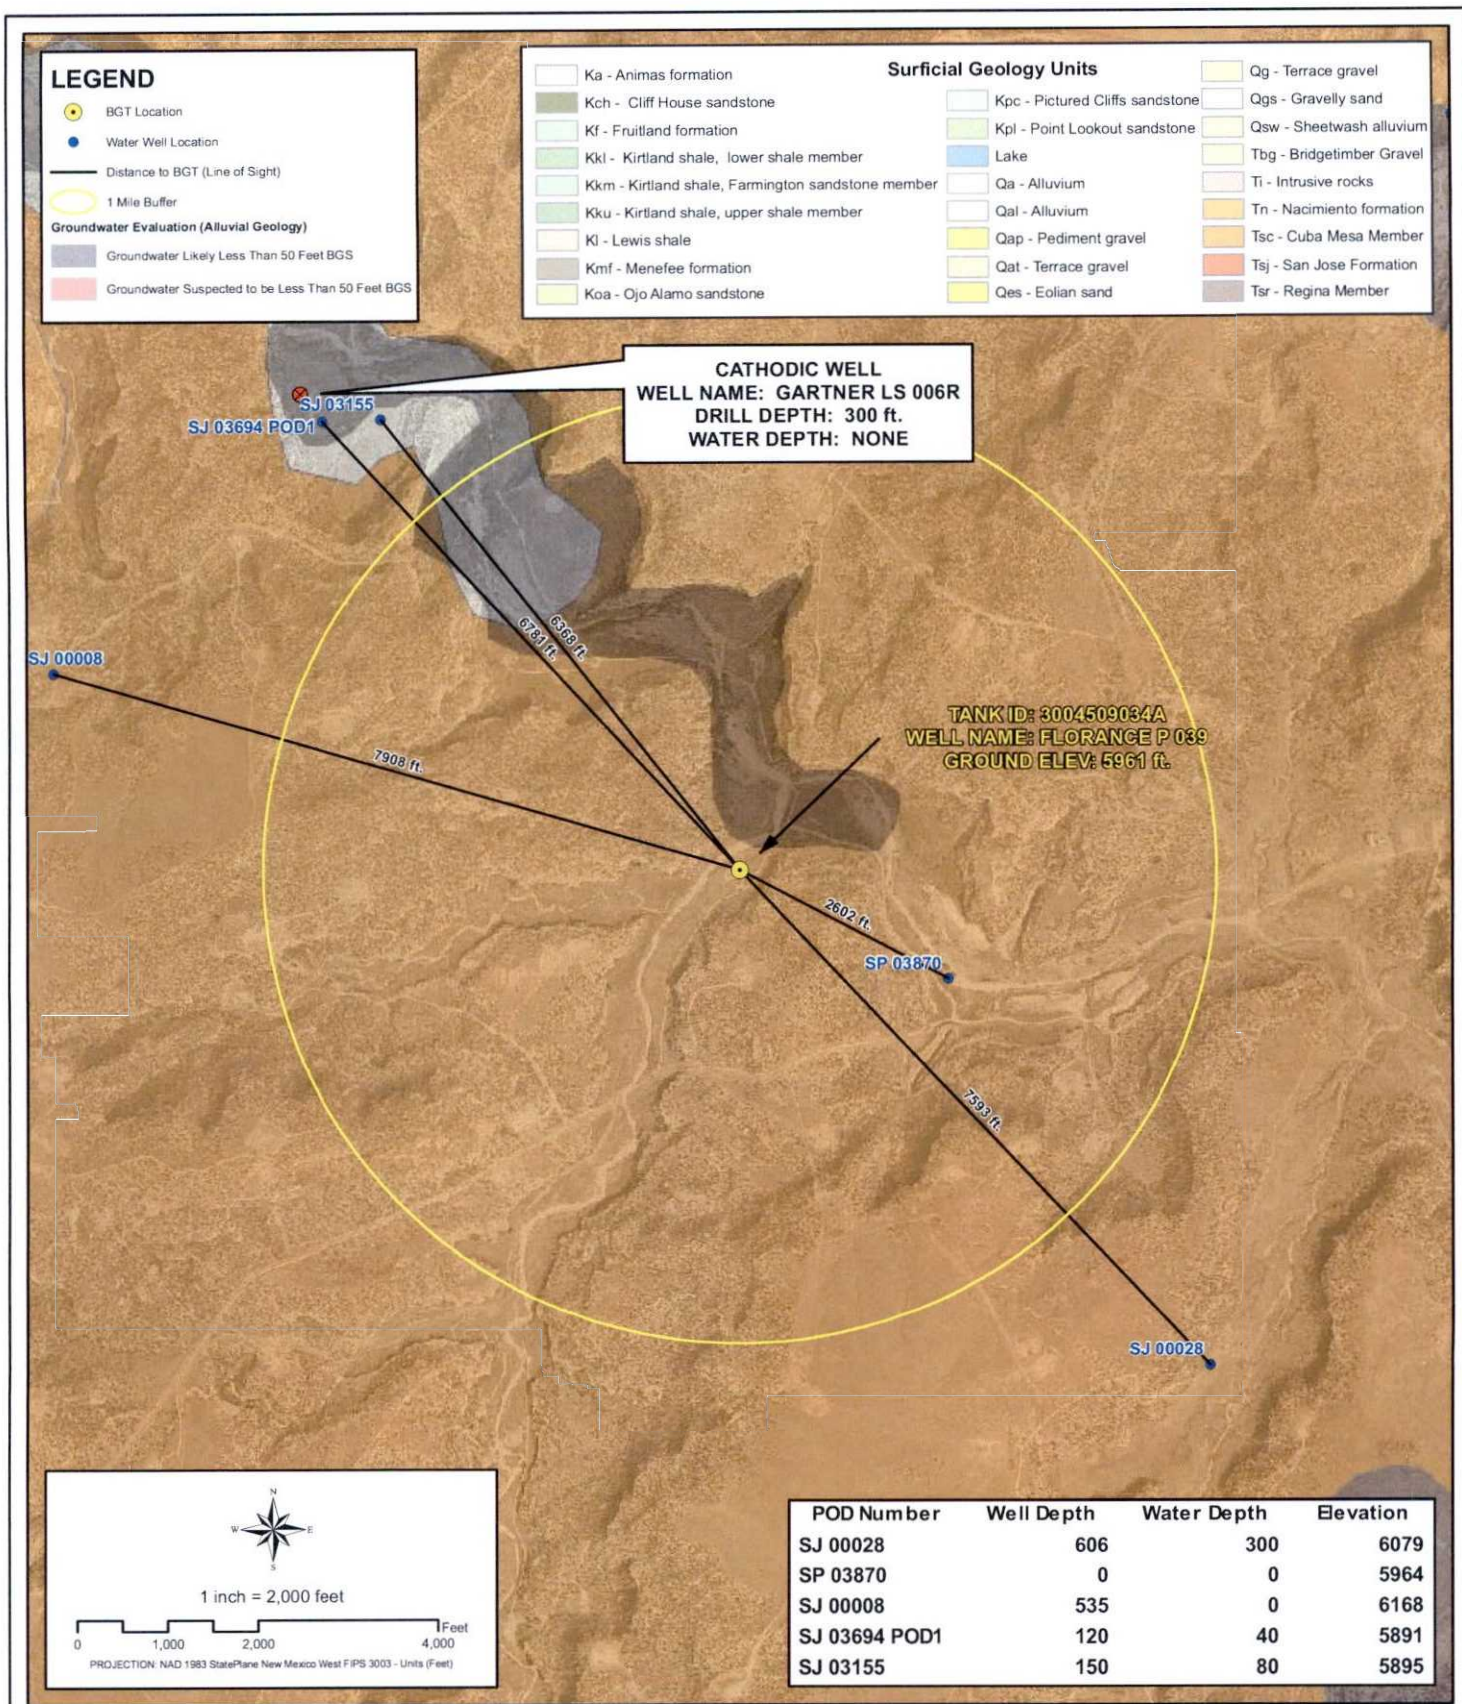 LEGEND
BGT Location
Water Well Location
Distance to BGT (Line of Sight)
1 Mile Buffer
Groundwater Evaluation (Alluvial Geology)
Groundwater Likely Less Than 50 Feet BGS
Groundwater Suspected to be Less Than 50 Feet BGS
Surficial Geology Units
Ka - Animas formation
Kch - Cliff House sandstone
Kf - Fruitland formation
Kkl - Kirtland shale, lower shale member
Kkm - Kirtland shale, Farmington sandstone member
Kku - Kirtland shale, upper shale member
Kl - Lewis shale
Kmf - Menefee formation
Koa - Ojo Alamo sandstone
Kpc - Pictured Cliffs sandstone
Kpl - Point Lookout sandstone
Lake
Qa - Alluvium
Qal - Alluvium
Qap - Pediment gravel
Qat - Terrace gravel
Qes - Eolian sand
Qg - Terrace gravel
Qgs - Gravelly sand
Qsw - Sheetwash alluvium
Tbg - Bridgetimber Gravel
Ti - Intrusive rocks
Tn - Nacimiento formation
Tsc - Cuba Mesa Member
Tsj - San Jose Formation
Tsr - Regina Member
CATHODIC WELL
WELL NAME: GARTNER LS 006R
DRILL DEPTH: 300 ft.
WATER DEPTH: NONE
SJ 03155
SJ 03694 POD1
6368 ft.
6781 ft.
SJ 00008
7908 ft.
TANK ID: 3004509034A
WELL NAME: FLORANCE P 039
GROUND ELEV: 5961 ft.
2602 ft.
SP 03870
7593 ft.
SJ 00028
N
W E
S
1 inch = 2,000 feet
Feet
0 1,000 2,000 4,000
PROJECTION: NAD 1983 StatePlane New Mexico West FIPS 3003 - Units (Feet)
POD Number Well Depth Water Depth Elevation
SJ 00028 606 300 6079
SP 03870 0 0 5964
SJ 00008 535 0 6168
SJ 03694 POD1 120 40 5891
SJ 03155 150 80 5895